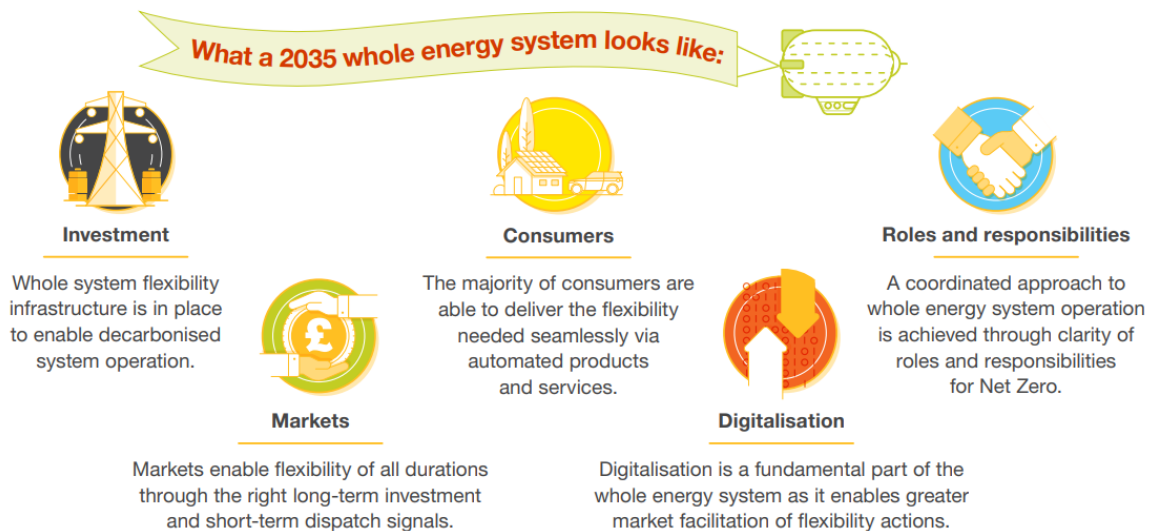 What a 2035 whole energy system looks like:
Investment
Whole system flexibility
infrastructure is in place
to enable decarbonised
system operation.
£
Markets
Markets enable flexibility of all durations
through the right long-term investment
and short-term dispatch signals.
Consumers
The majority of consumers are
able to deliver the flexibility
needed seamlessly via
automated products
and services.
Digitalisation
Digitalisation is a fundamental part of the
whole energy system as it enables greater
market facilitation of flexibility actions.
Roles and responsibilities
A coordinated approach to
whole energy system operation
is achieved through clarity of
roles and responsibilities
for Net Zero.